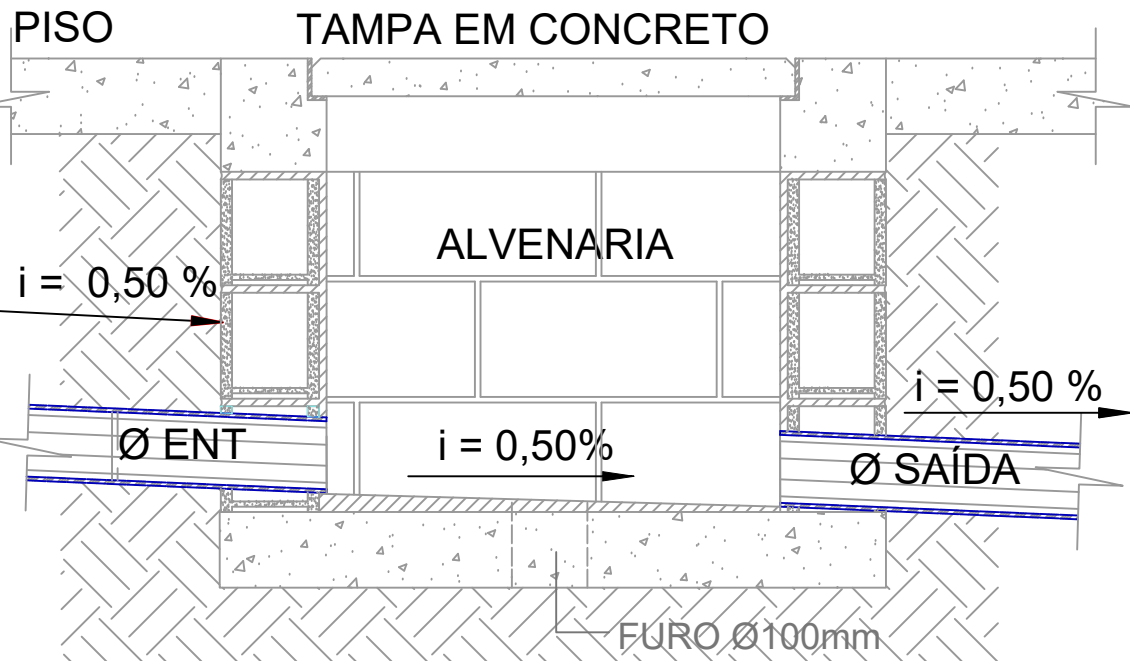 PISO
TAMPA EM CONCRETO
ALVENARIA
i = 0,50 %
i = 0,50 %
Ø ENT
i = 0,50%
Ø SAÍDA
FURO Ø100mm